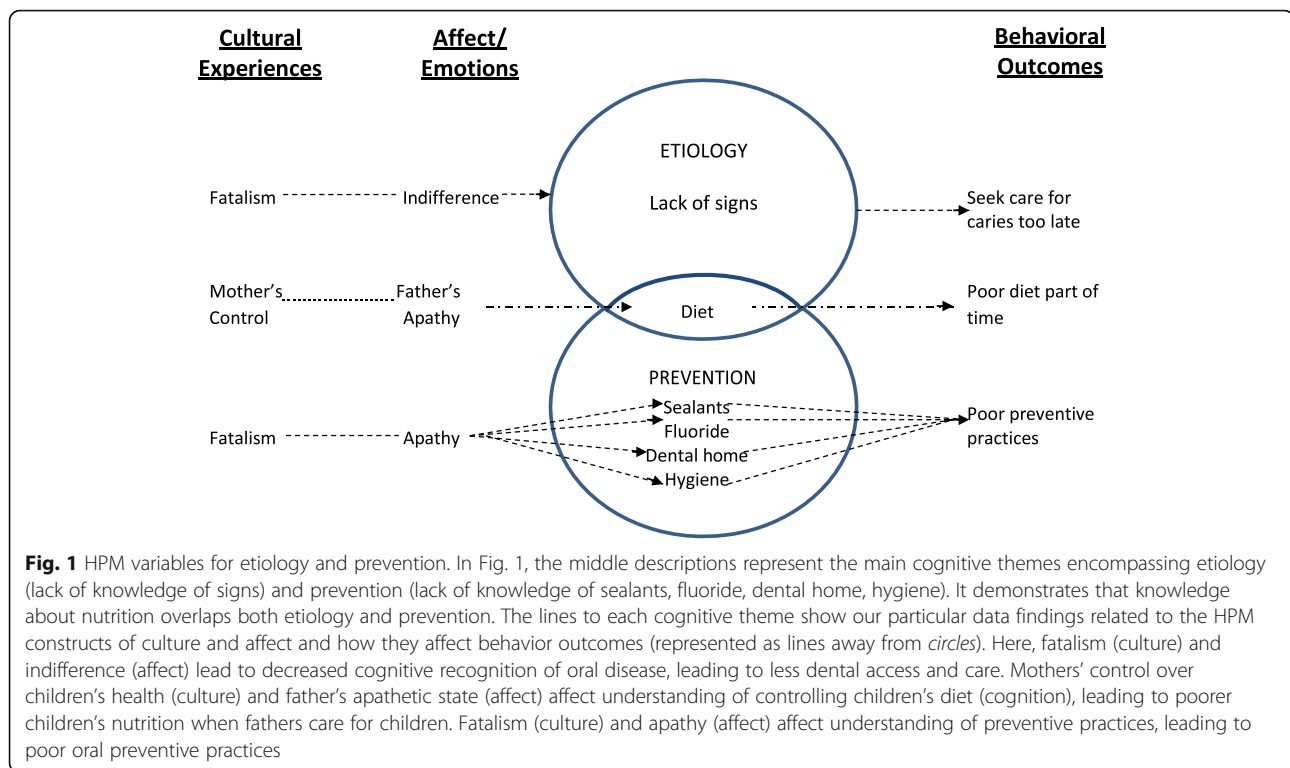 Cultural
Experiences
Affect/
Emotions
Behavioral
Outcomes
ETIOLOGY
Lack of signs
Fatalism
Indifference
Seek care for
caries too late
Mother's
Control
Father's
Apathy
Diet
Poor diet part of
time
PREVENTION
Sealants
Fluoride
Dental home
Hygiene
Fatalism
Apathy
Poor preventive
practices
Fig. 1 HPM variables for etiology and prevention. In Fig. 1, the middle descriptions represent the main cognitive themes encompassing etiology
(lack of knowledge of signs) and prevention (lack of knowledge of sealants, fluoride, dental home, hygiene). It demonstrates that knowledge
about nutrition overlaps both etiology and prevention. The lines to each cognitive theme show our particular data findings related to the HPM
constructs of culture and affect and how they affect behavior outcomes (represented as lines away from circles). Here, fatalism (culture) and
indifference (affect) lead to decreased cognitive recognition of oral disease, leading to less dental access and care. Mothers' control over
children's health (culture) and father's apathetic state (affect) affect understanding of controlling children's diet (cognition), leading to poorer
children's nutrition when fathers care for children. Fatalism (culture) and apathy (affect) affect understanding of preventive practices, leading to
poor oral preventive practices